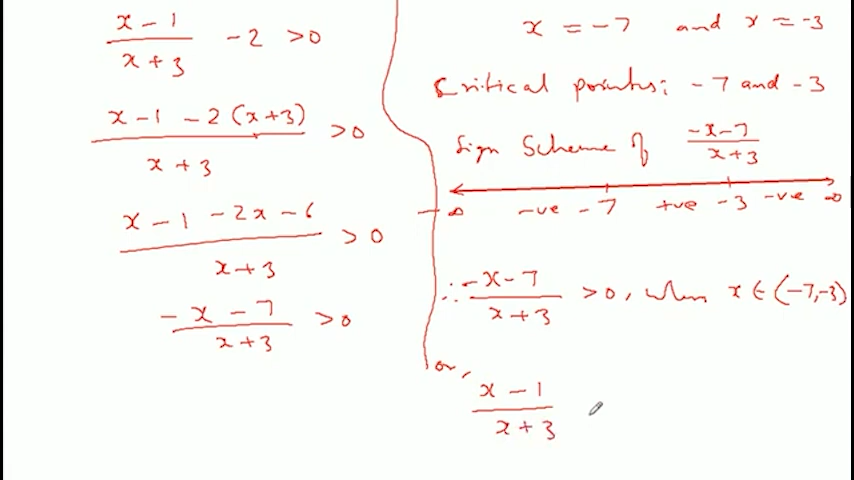 x-1/x+3 -2 >0
x-1-2(x+3)/x+3 >0
x-1-2x-6/x+3 >0
-x-7/x+3 >0
x = -7 and x = -3
Critical points: -7 and -3
Sign Scheme of -x-7/x+3
-∞ -ve -7 +ve -3 -ve ∞
∴ -x-7/x+3 >0, when x ∈ (-7,-3)
or,
x-1/x+3